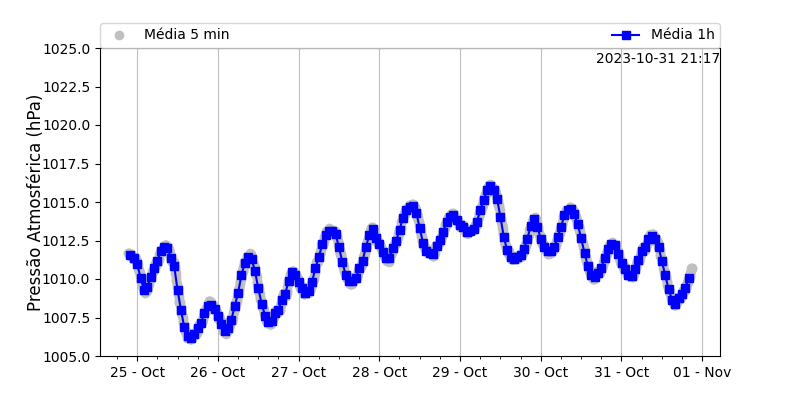 Média 5 min
Média 1h
2023-10-31 21:17
Pressão Atmosférica (hPa)
1025.0
1022.5
1020.0
1017.5
1015.0
1012.5
1010.0
1007.5
1005.0
25 - Oct
26 - Oct
27 - Oct
28 - Oct
29 - Oct
30 - Oct
31 - Oct
01 - Nov